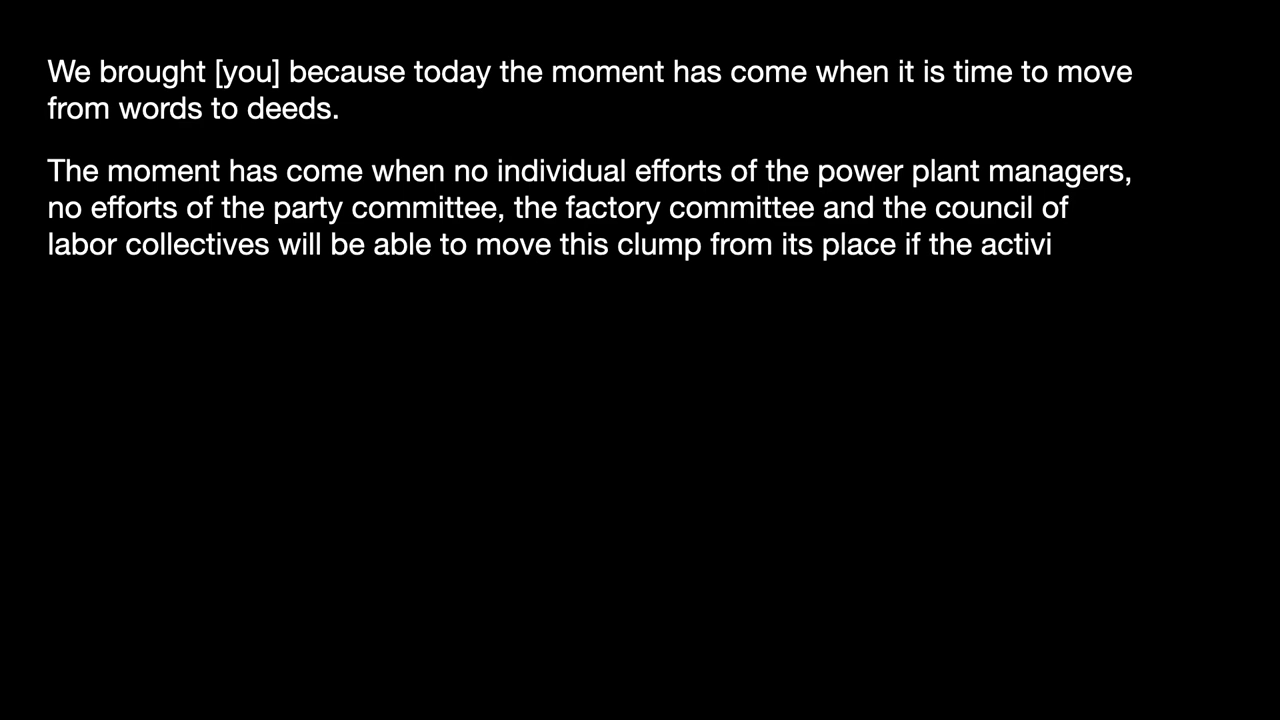 We brought [you] because today the moment has come when it is time to move
from words to deeds.
The moment has come when no individual efforts of the power plant managers,
no efforts of the party committee, the factory committee and the council of
labor collectives will be able to move this clump from its place if the activi